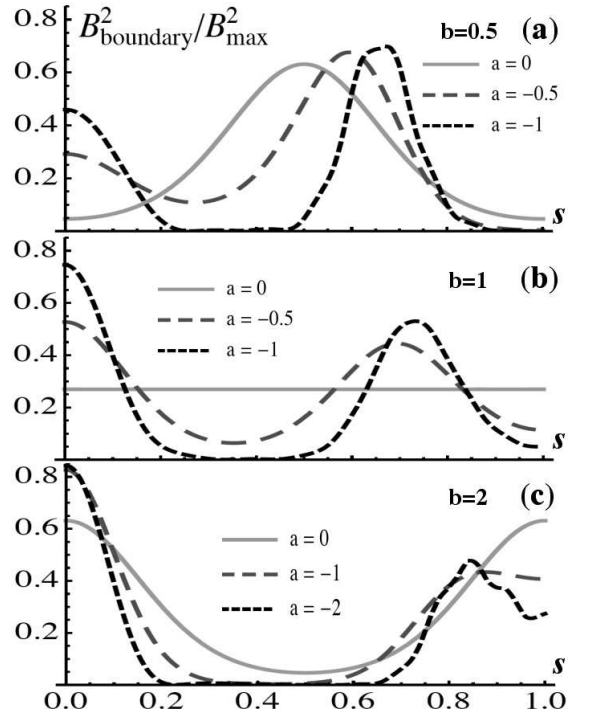 0.8
B²boundary/B²max
b=0.5 (a)
a = 0
a = −0.5
a = −1
0.6
0.4
0.2
s
0.8
b=1 (b)
a = 0
a = −0.5
a = −1
0.6
0.4
0.2
s
0.8
b=2 (c)
a = 0
a = −1
a = −2
0.6
0.4
0.2
s
0.0 0.2 0.4 0.6 0.8 1.0